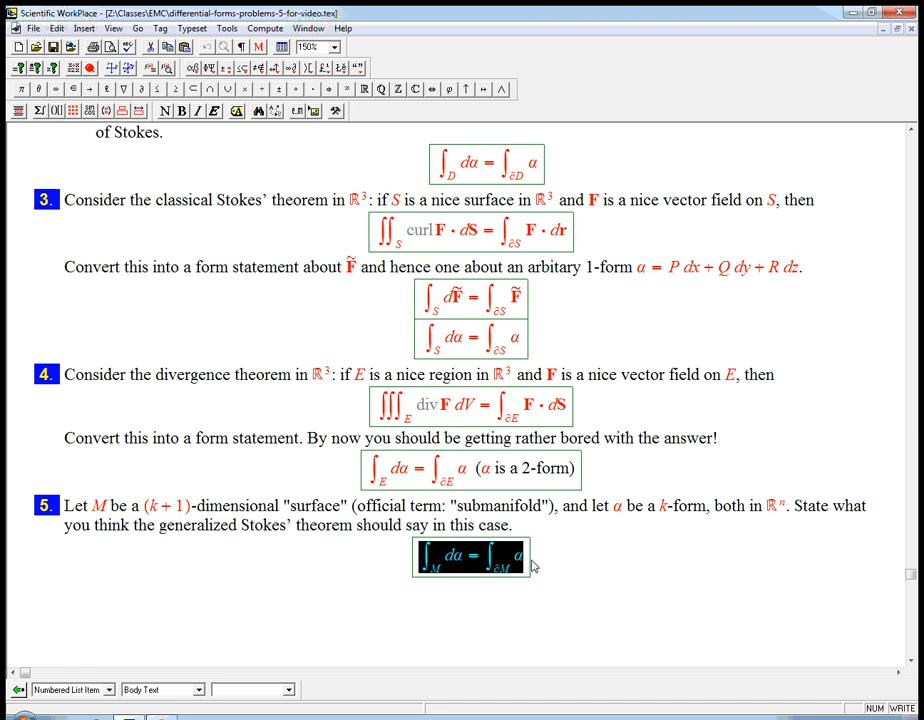 Scientific WorkPlace - [Z:\Classes\EMC\differential-forms-problems-5-for-video.tex]
File Edit Insert View Go Tag Typeset Tools Compute Window Help
150%
of Stokes.
∫_D dα = ∫_∂D α
3. Consider the classical Stokes' theorem in ℝ³: if S is a nice surface in ℝ³ and F is a nice vector field on S, then
∬_S curl F · dS = ∫_∂S F · dr
Convert this into a form statement about F̃ and hence one about an arbitary 1-form α = P dx + Q dy + R dz.
∫_S dF̃ = ∫_∂S F̃
∫_S dα = ∫_∂S α
4. Consider the divergence theorem in ℝ³: if E is a nice region in ℝ³ and F is a nice vector field on E, then
∭_E div F dV = ∫_∂E F · dS
Convert this into a form statement. By now you should be getting rather bored with the answer!
∫_E dα = ∫_∂E α (α is a 2-form)
5. Let M be a (k + 1)-dimensional "surface" (official term: "submanifold"), and let α be a k-form, both in ℝⁿ. State what
you think the generalized Stokes' theorem should say in this case.
∫_M dα = ∫_∂M α
Numbered List Item Body Text
NUM WRITE